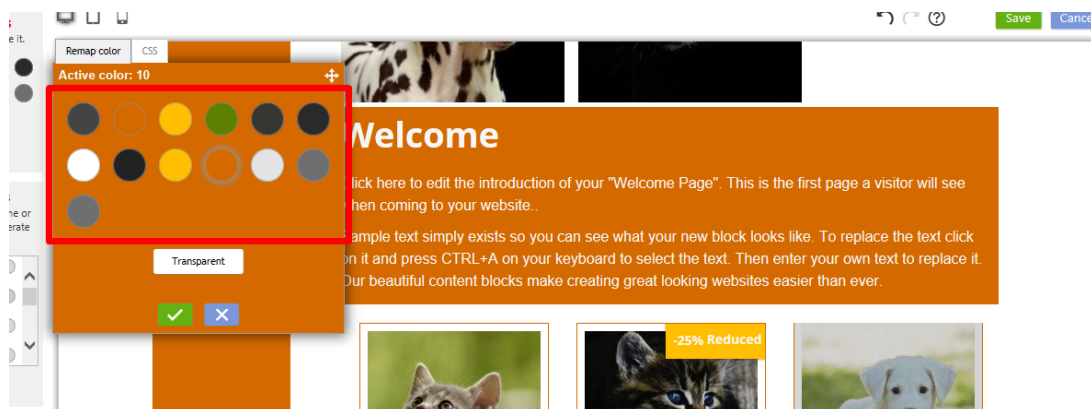 s
e it.
Save
Cance
Remap color
CSS
Active color: 10
Welcome
lick here to edit the introduction of your "Welcome Page". This is the first page a visitor will see
hen coming to your website..
ample text simply exists so you can see what your new block looks like. To replace the text click
on it and press CTRL+A on your keyboard to select the text. Then enter your own text to replace it.
Our beautiful content blocks make creating great looking websites easier than ever.
s
ne or
erate
Transparent
-25% Reduced